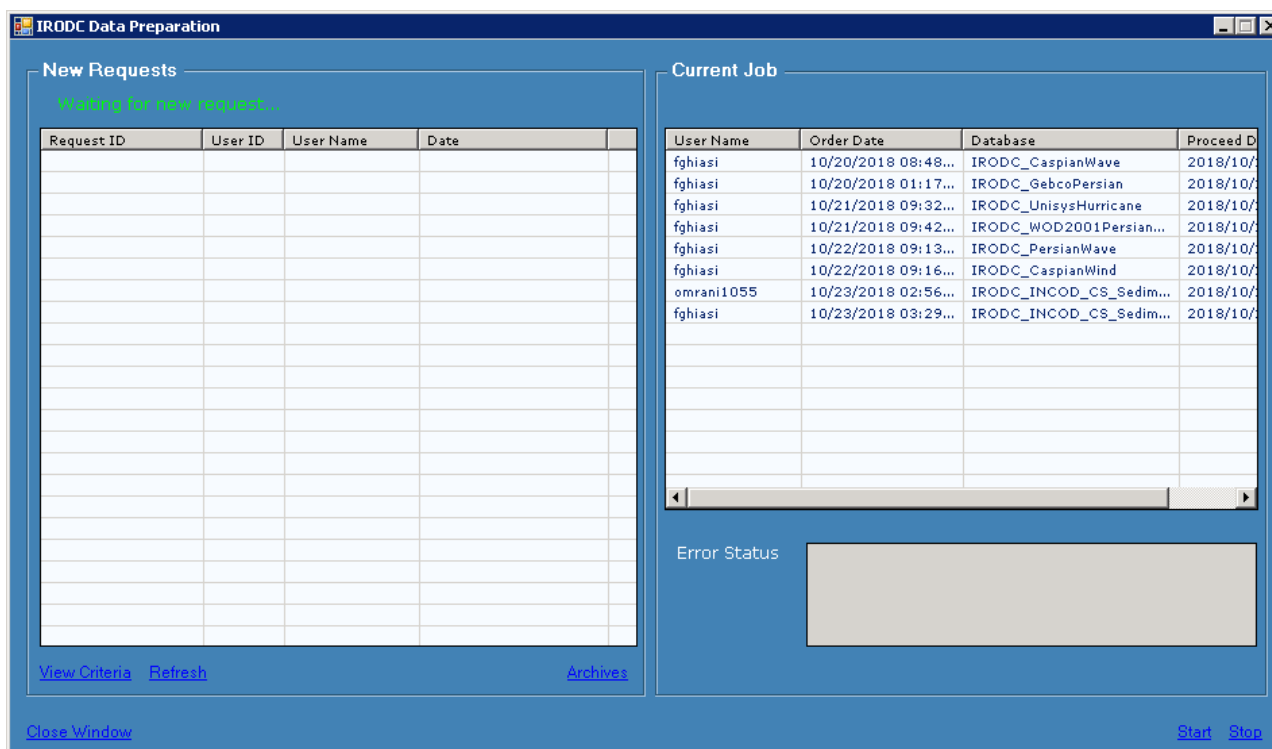 IRODC Data Preparation
New Requests
Waiting for new request...
Request ID User ID User Name Date
View Criteria Refresh Archives
Current Job
User Name Order Date Database Proceed D
fghiasi 10/20/2018 08:48... IRODC_CaspianWave 2018/10/
fghiasi 10/20/2018 01:17... IRODC_GebcoPersian 2018/10/
fghiasi 10/21/2018 09:32... IRODC_UnisysHurricane 2018/10/
fghiasi 10/21/2018 09:42... IRODC_WOD2001Persian... 2018/10/
fghiasi 10/22/2018 09:13... IRODC_PersianWave 2018/10/
fghiasi 10/22/2018 09:16... IRODC_CaspianWind 2018/10/
omrani1055 10/23/2018 02:56... IRODC_INCOD_CS_Sedim... 2018/10/
fghiasi 10/23/2018 03:29... IRODC_INCOD_CS_Sedim... 2018/10/
Error Status
Close Window Start Stop